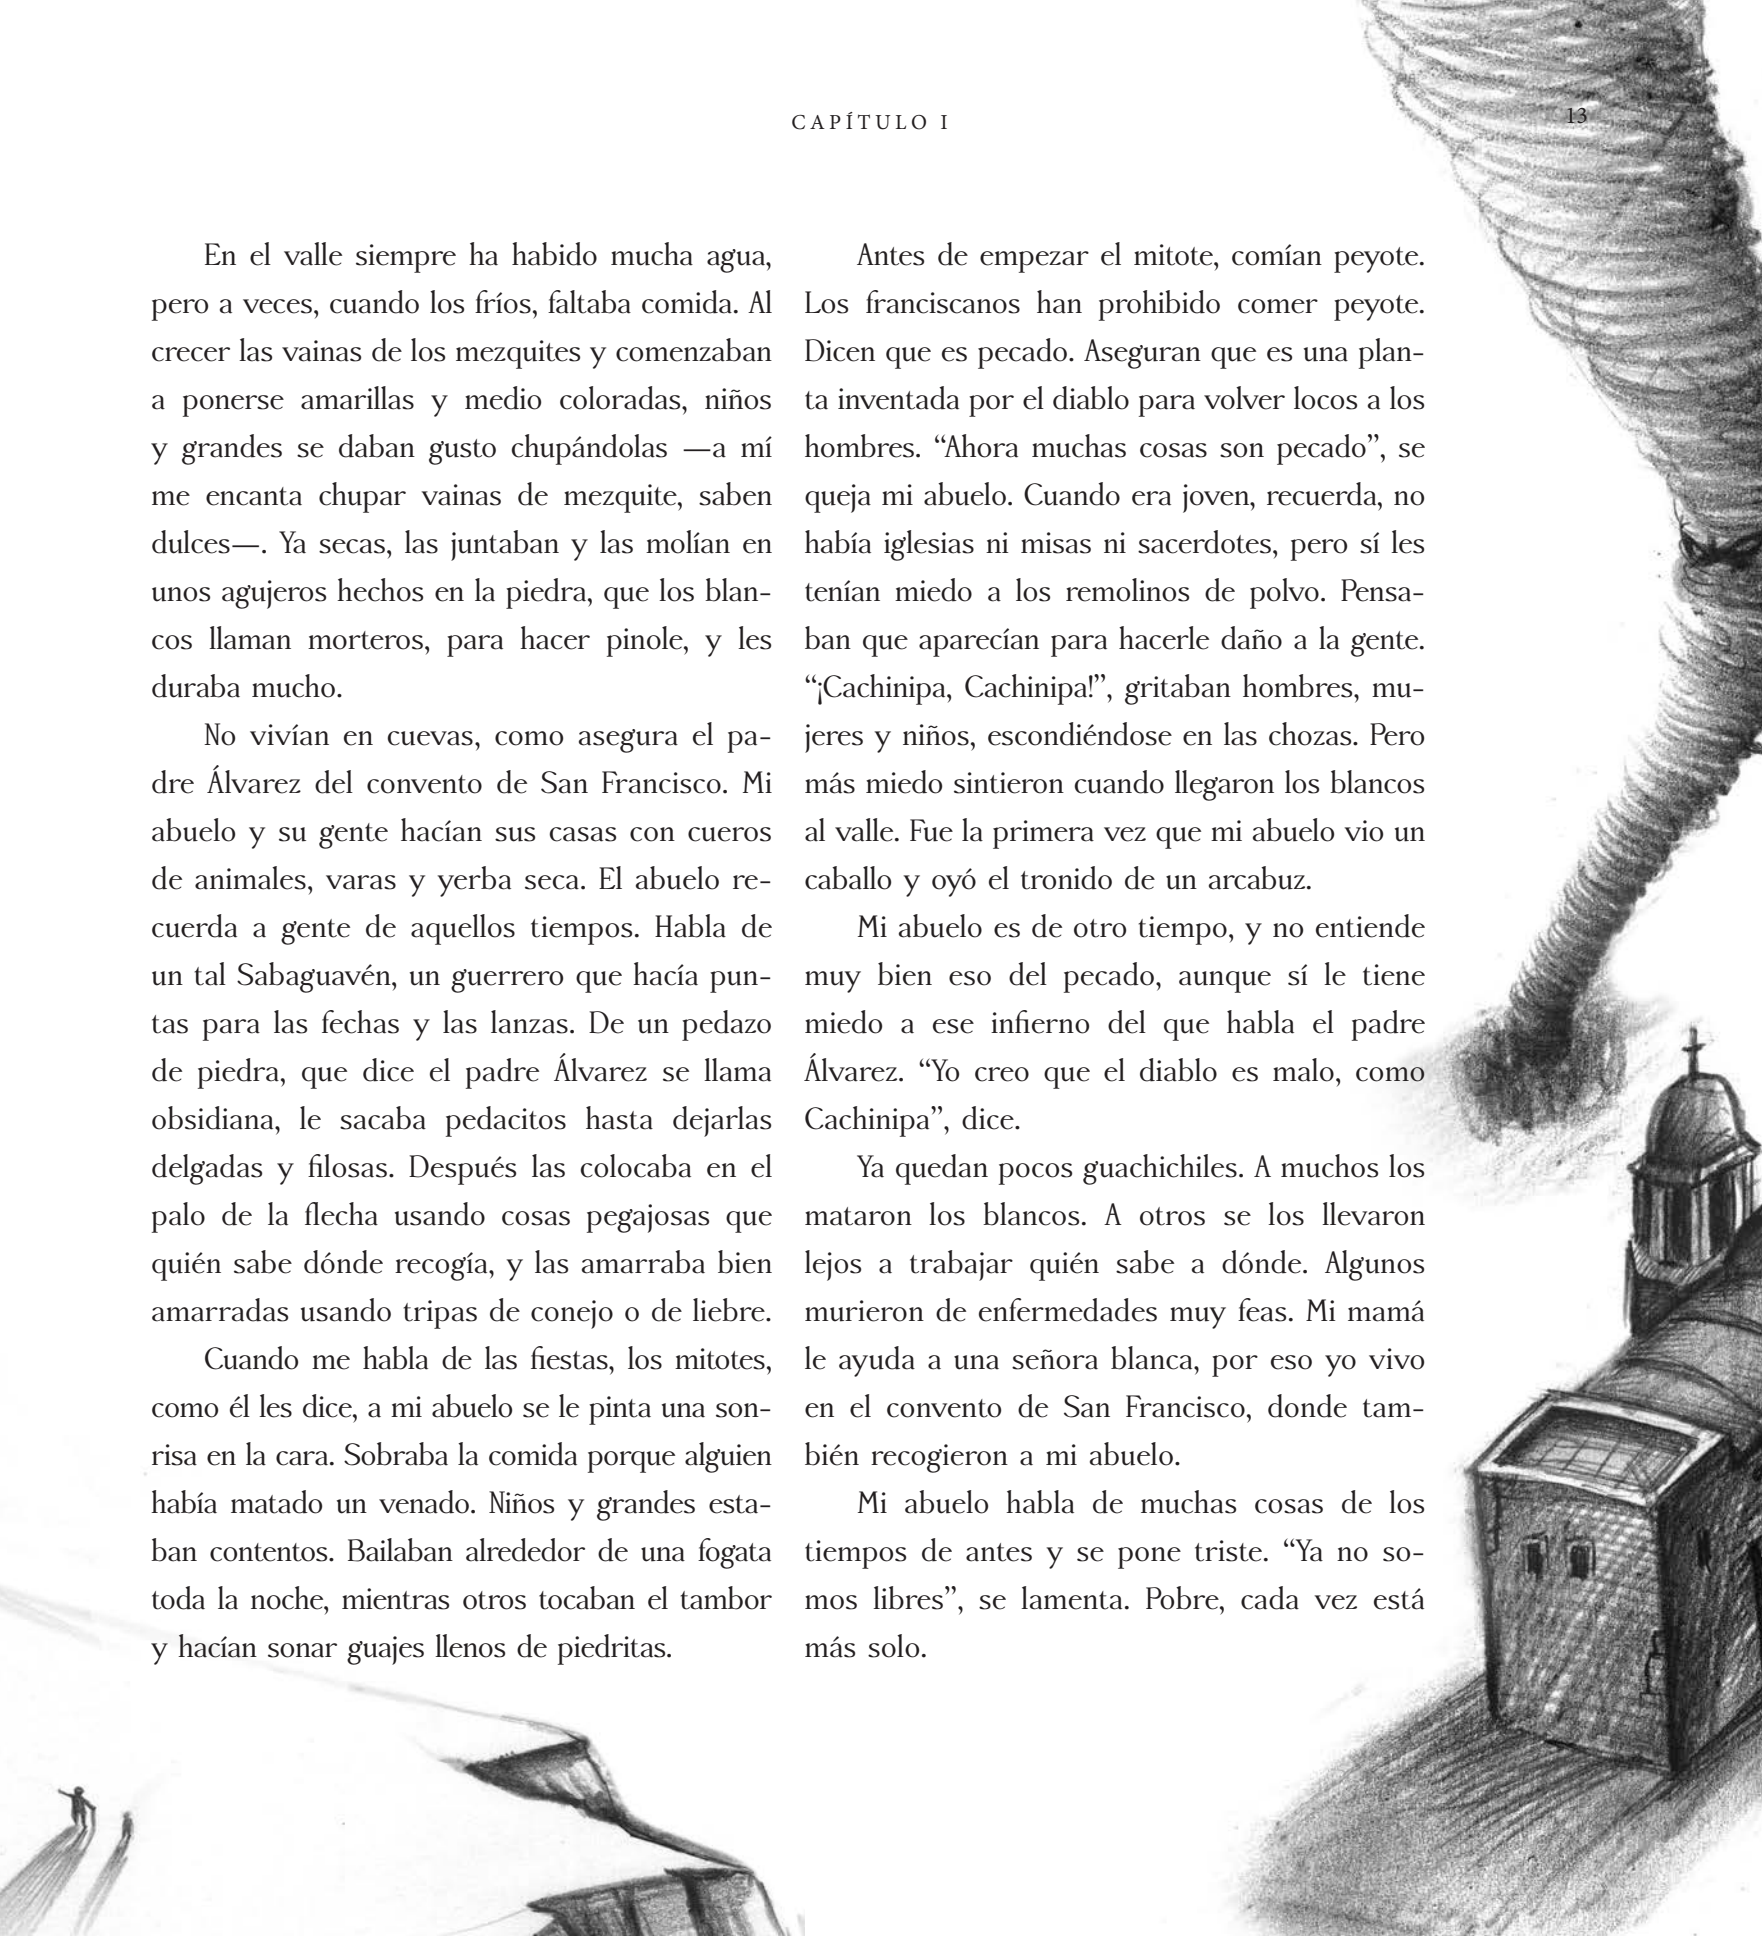 CAPÍTULO I
13
En el valle siempre ha habido mucha agua,
pero a veces, cuando los fríos, faltaba comida. Al
crecer las vainas de los mezquites y comenzaban
a ponerse amarillas y medio coloradas, niños
y grandes se daban gusto chupándolas —a mí
me encanta chupar vainas de mezquite, saben
dulces—. Ya secas, las juntaban y las molían en
unos agujeros hechos en la piedra, que los blan-
cos llaman morteros, para hacer pinole, y les
duraba mucho.
No vivían en cuevas, como asegura el pa-
dre Álvarez del convento de San Francisco. Mi
abuelo y su gente hacían sus casas con cueros
de animales, varas y yerba seca. El abuelo re-
cuerda a gente de aquellos tiempos. Habla de
un tal Sabaguavén, un guerrero que hacía pun-
tas para las fechas y las lanzas. De un pedazo
de piedra, que dice el padre Álvarez se llama
obsidiana, le sacaba pedacitos hasta dejarlas
delgadas y filosas. Después las colocaba en el
palo de la flecha usando cosas pegajosas que
quién sabe dónde recogía, y las amarraba bien
amarradas usando tripas de conejo o de liebre.
Cuando me habla de las fiestas, los mitotes,
como él les dice, a mi abuelo se le pinta una son-
risa en la cara. Sobraba la comida porque alguien
había matado un venado. Niños y grandes esta-
ban contentos. Bailaban alrededor de una fogata
toda la noche, mientras otros tocaban el tambor
y hacían sonar guajes llenos de piedritas.
Antes de empezar el mitote, comían peyote.
Los franciscanos han prohibido comer peyote.
Dicen que es pecado. Aseguran que es una plan-
ta inventada por el diablo para volver locos a los
hombres. “Ahora muchas cosas son pecado”, se
queja mi abuelo. Cuando era joven, recuerda, no
había iglesias ni misas ni sacerdotes, pero sí les
tenían miedo a los remolinos de polvo. Pensa-
ban que aparecían para hacerle daño a la gente.
“¡Cachinipa, Cachinipa!”, gritaban hombres, mu-
jeres y niños, escondiéndose en las chozas. Pero
más miedo sintieron cuando llegaron los blancos
al valle. Fue la primera vez que mi abuelo vio un
caballo y oyó el tronido de un arcabuz.
Mi abuelo es de otro tiempo, y no entiende
muy bien eso del pecado, aunque sí le tiene
miedo a ese infierno del que habla el padre
Álvarez. “Yo creo que el diablo es malo, como
Cachinipa”, dice.
Ya quedan pocos guachichiles. A muchos los
mataron los blancos. A otros se los llevaron
lejos a trabajar quién sabe a dónde. Algunos
murieron de enfermedades muy feas. Mi mamá
le ayuda a una señora blanca, por eso yo vivo
en el convento de San Francisco, donde tam-
bién recogieron a mi abuelo.
Mi abuelo habla de muchas cosas de los
tiempos de antes y se pone triste. “Ya no so-
mos libres”, se lamenta. Pobre, cada vez está
más solo.